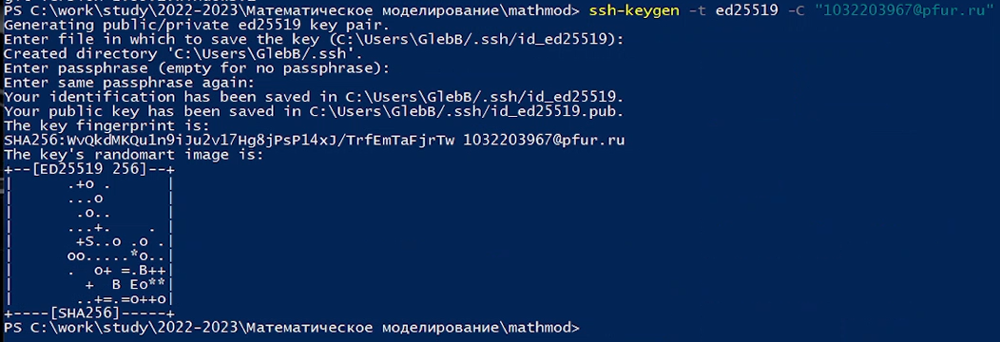 PS C:\work\study\2022-2023\Математическое моделирование\mathmod> ssh-keygen -t ed25519 -C "1032203967@pfur.ru"
Generating public/private ed25519 key pair.
Enter file in which to save the key (C:\Users\GlebB/.ssh/id_ed25519):
Created directory 'C:\Users\GlebB/.ssh'.
Enter passphrase (empty for no passphrase):
Enter same passphrase again:
Your identification has been saved in C:\Users\GlebB/.ssh/id_ed25519.
Your public key has been saved in C:\Users\GlebB/.ssh/id_ed25519.pub.
The key fingerprint is:
SHA256:WvQkdMKQu1n9iJu2v17Hg8jPsP14xJ/TrfEmTaFjrTw 1032203967@pfur.ru
The key's randomart image is:
+--[ED25519 256]--+
|       .+o .     |
|       ...o      |
|        .o..     |
|       ...+.    . |
|        +S..o .o .|
|       oo.....*o..|
|       .  o+ =.B++|
|         +  B Eo**|
|        ..+=.=o++o|
+----[SHA256]-----+
PS C:\work\study\2022-2023\Математическое моделирование\mathmod>